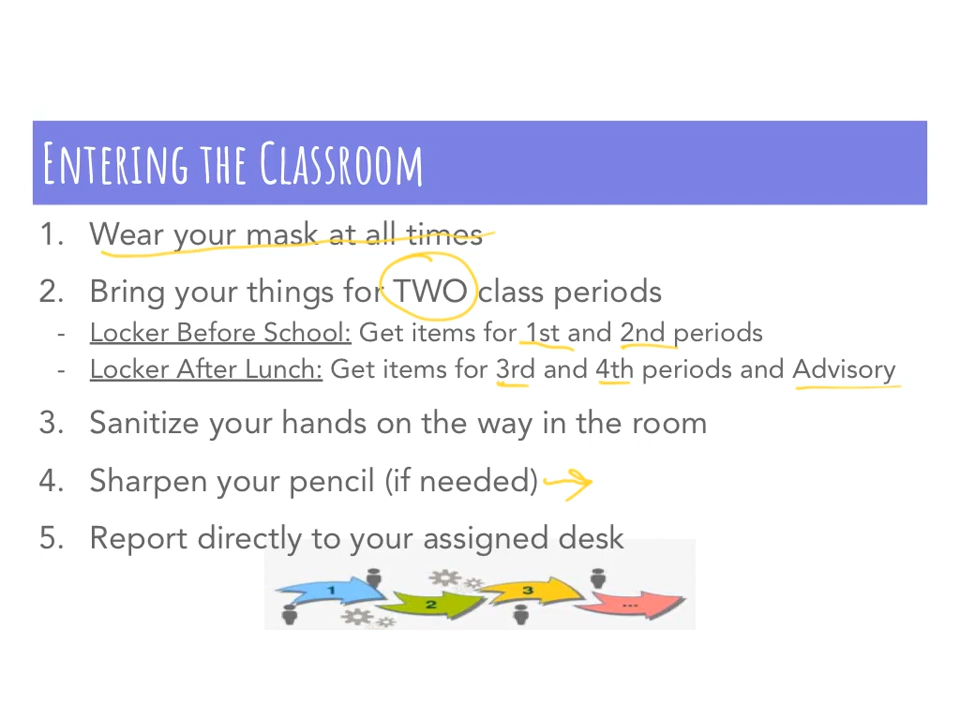 Entering the Classroom
1. Wear your mask at all times
2. Bring your things for TWO class periods
- Locker Before School: Get items for 1st and 2nd periods
- Locker After Lunch: Get items for 3rd and 4th periods and Advisory
3. Sanitize your hands on the way in the room
4. Sharpen your pencil (if needed)
5. Report directly to your assigned desk
1
2
3
...